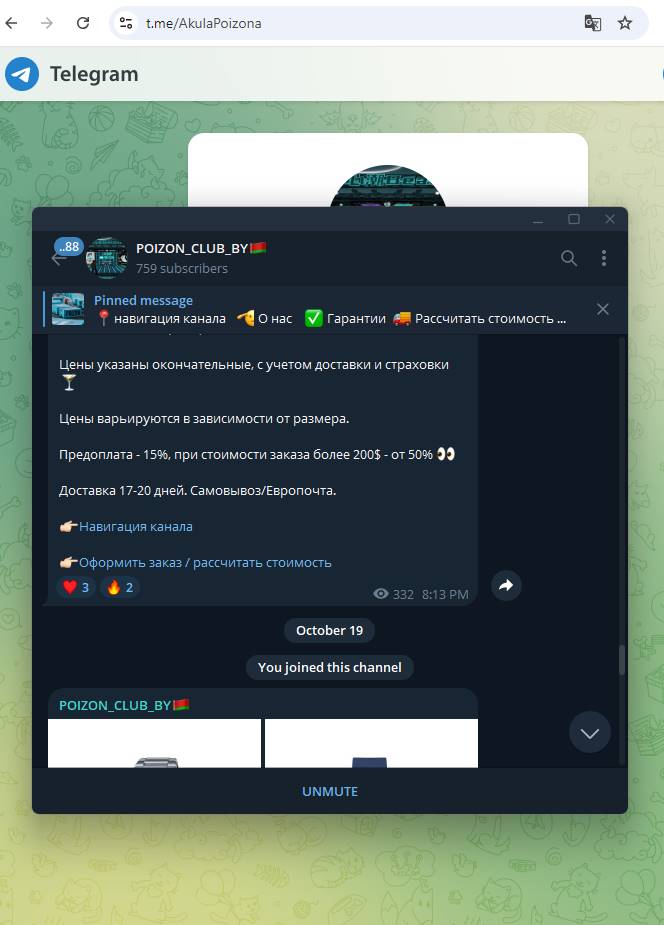 t.me/AkulaPoizona
Telegram
..88
POIZON_CLUB_BY🇧🇾
759 subscribers
Pinned message
📍навигация канала 🫡О нас ✅ Гарантии 🚚 Рассчитать стоимость ...
Цены указаны окончательные, с учетом доставки и страховки
🍸
Цены варьируются в зависимости от размера.
Предоплата - 15%, при стоимости заказа более 200$ - от 50% 👀
Доставка 17-20 дней. Самовывоз/Европочта.
👉🏻Навигация канала
👉🏻Оформить заказ / рассчитать стоимость
❤️ 3 🔥 2
332 8:13 PM
October 19
You joined this channel
POIZON_CLUB_BY🇧🇾
UNMUTE